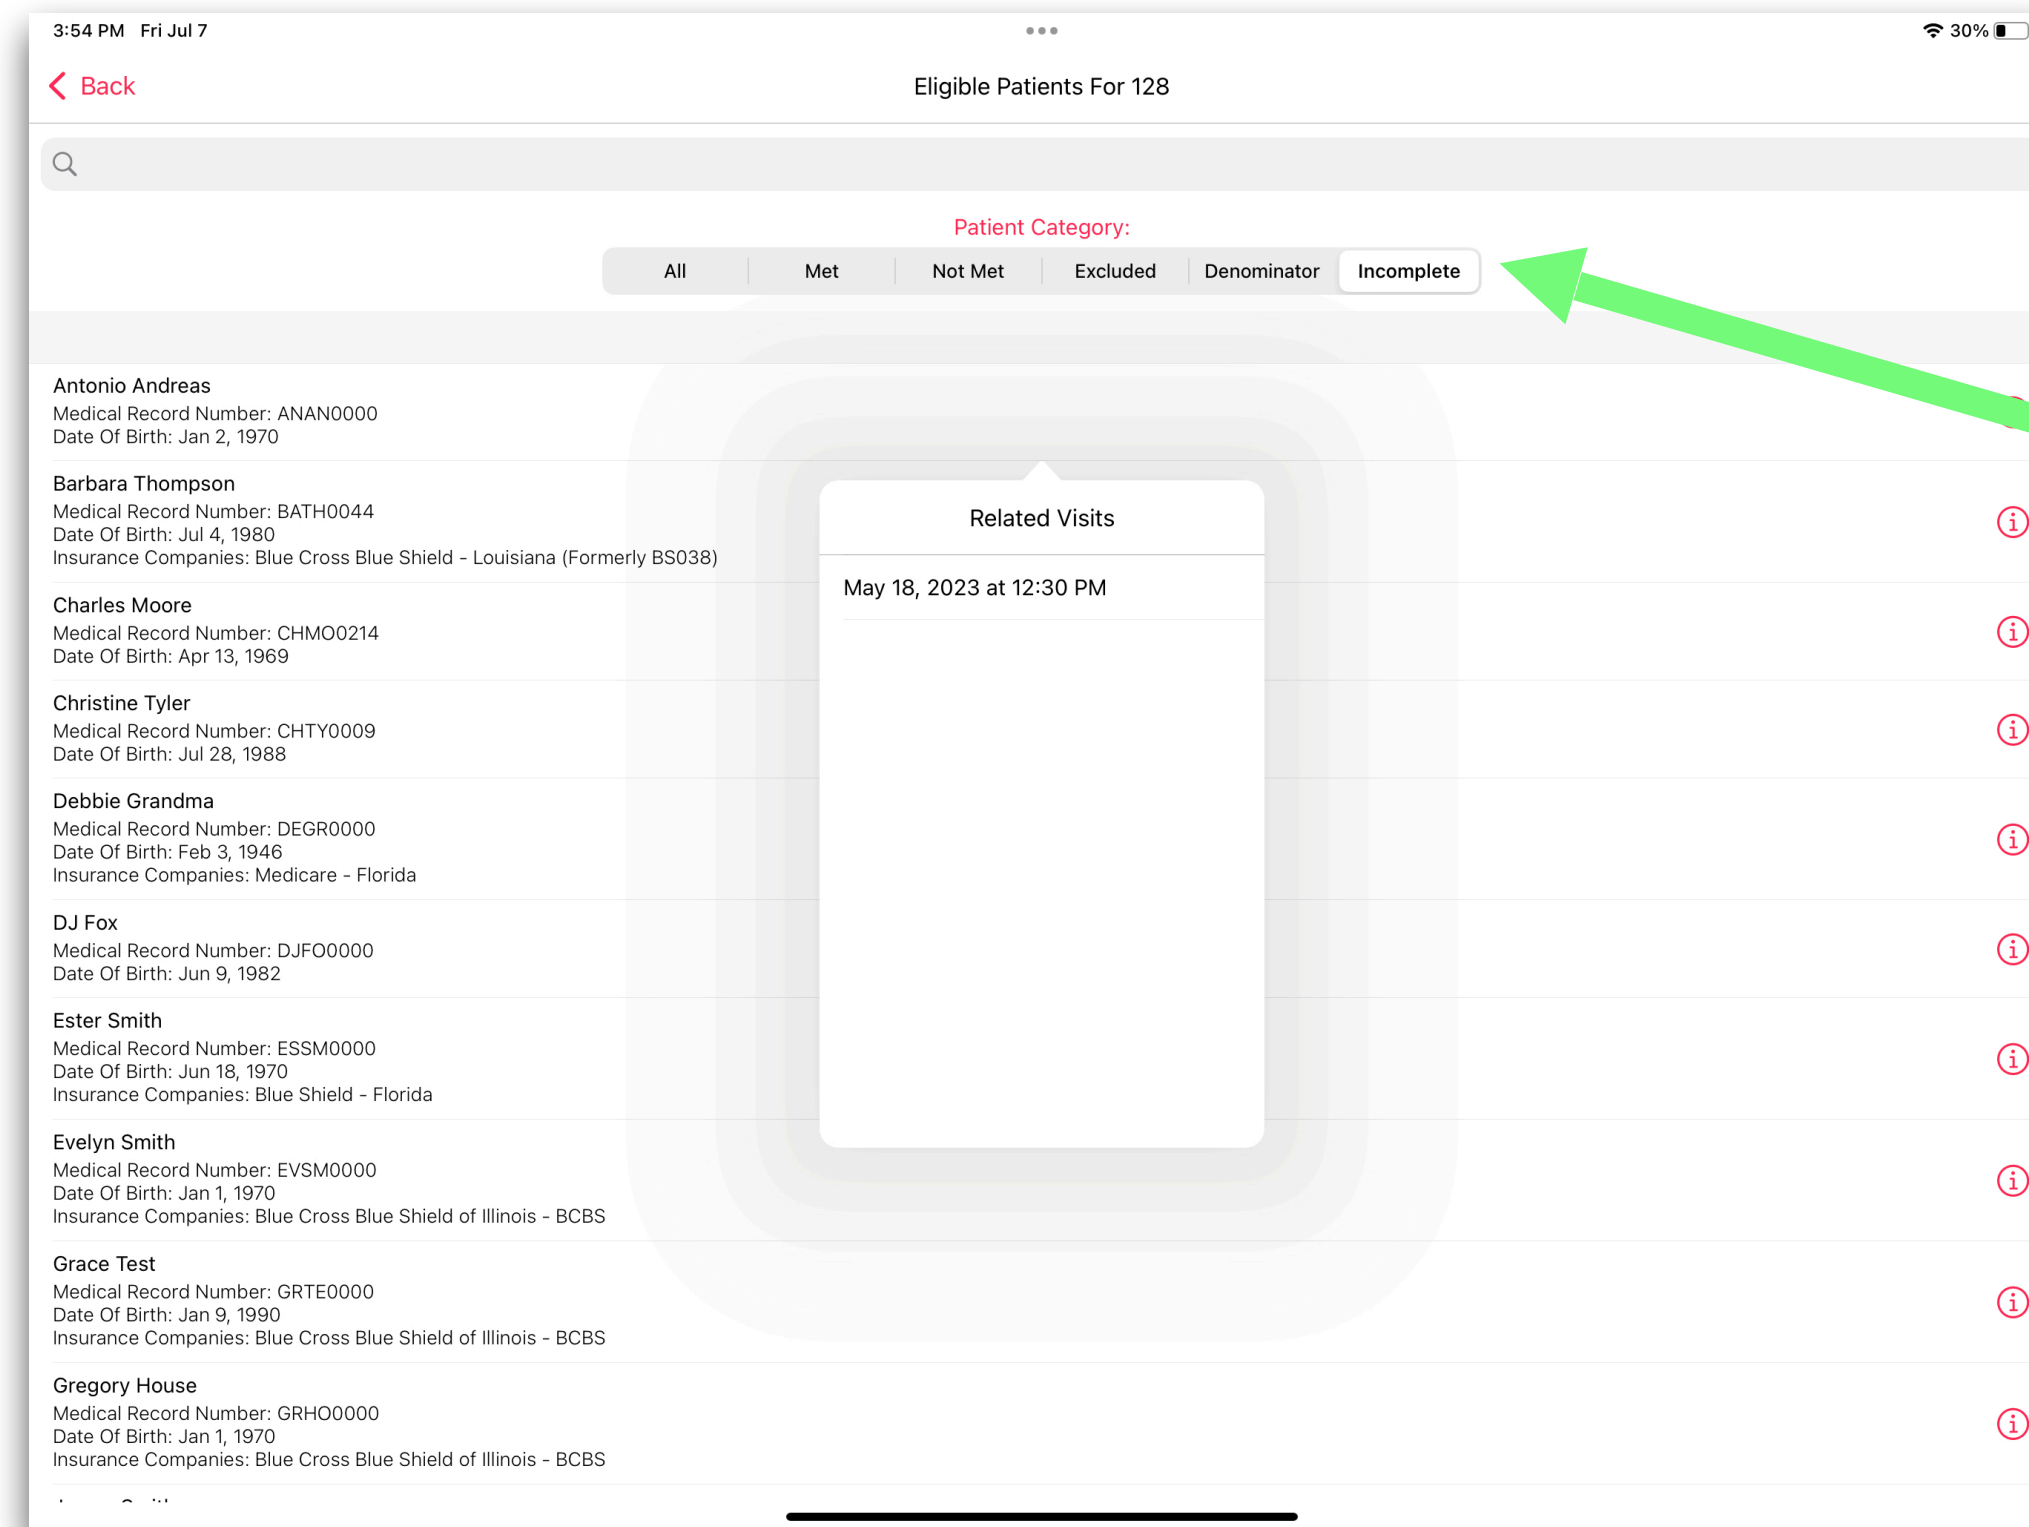 3:54 PM Fri Jul 7
30%
Back
Eligible Patients For 128
Patient Category:
All Met Not Met Excluded Denominator Incomplete
Antonio Andreas
Medical Record Number: ANAN0000
Date Of Birth: Jan 2, 1970
Barbara Thompson
Medical Record Number: BATH0044
Date Of Birth: Jul 4, 1980
Insurance Companies: Blue Cross Blue Shield - Louisiana (Formerly BS038)
Charles Moore
Medical Record Number: CHMO0214
Date Of Birth: Apr 13, 1969
Christine Tyler
Medical Record Number: CHTY0009
Date Of Birth: Jul 28, 1988
Debbie Grandma
Medical Record Number: DEGR0000
Date Of Birth: Feb 3, 1946
Insurance Companies: Medicare - Florida
DJ Fox
Medical Record Number: DJFO0000
Date Of Birth: Jun 9, 1982
Ester Smith
Medical Record Number: ESSM0000
Date Of Birth: Jun 18, 1970
Insurance Companies: Blue Shield - Florida
Evelyn Smith
Medical Record Number: EVSM0000
Date Of Birth: Jan 1, 1970
Insurance Companies: Blue Cross Blue Shield of Illinois - BCBS
Grace Test
Medical Record Number: GRTE0000
Date Of Birth: Jan 9, 1990
Insurance Companies: Blue Cross Blue Shield of Illinois - BCBS
Gregory House
Medical Record Number: GRHO0000
Date Of Birth: Jan 1, 1970
Insurance Companies: Blue Cross Blue Shield of Illinois - BCBS
Related Visits
May 18, 2023 at 12:30 PM